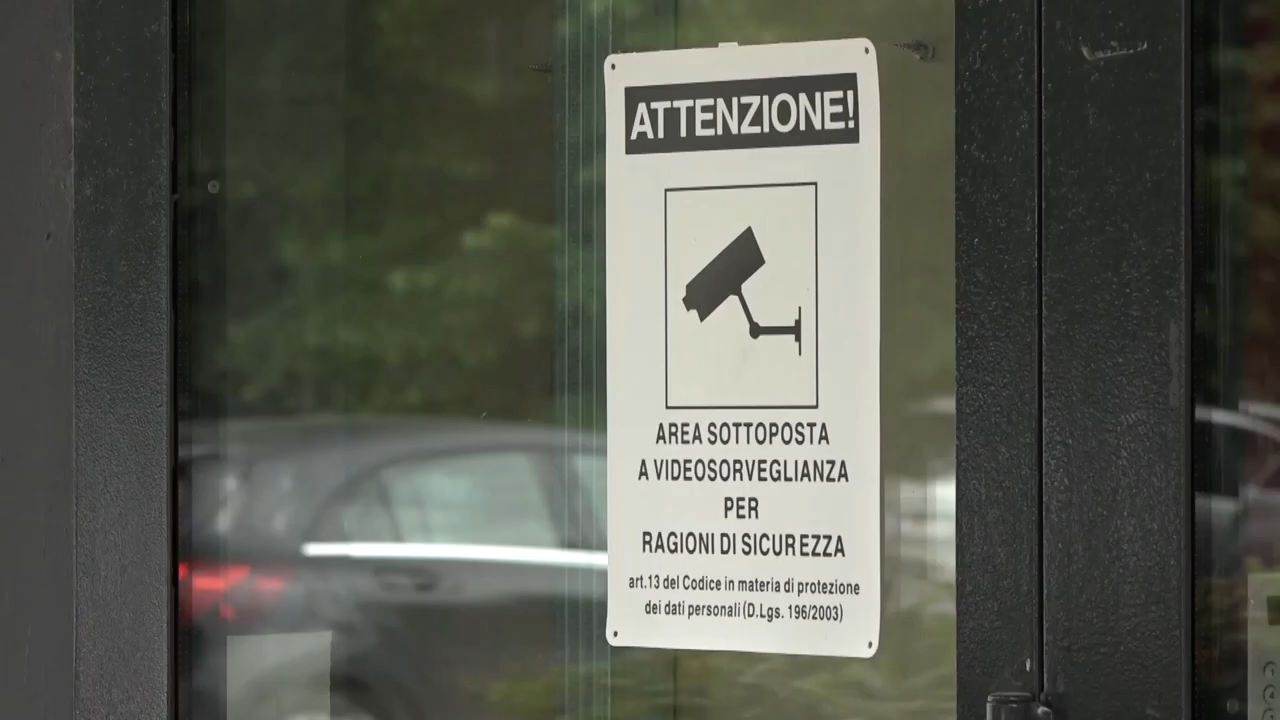 ATTENZIONE!
AREA SOTTOPOSTA
A VIDEOSORVEGLIANZA
PER
RAGIONI DI SICUREZZA
art.13 del Codice in materia di protezione
dei dati personali (D.Lgs. 196/2003)